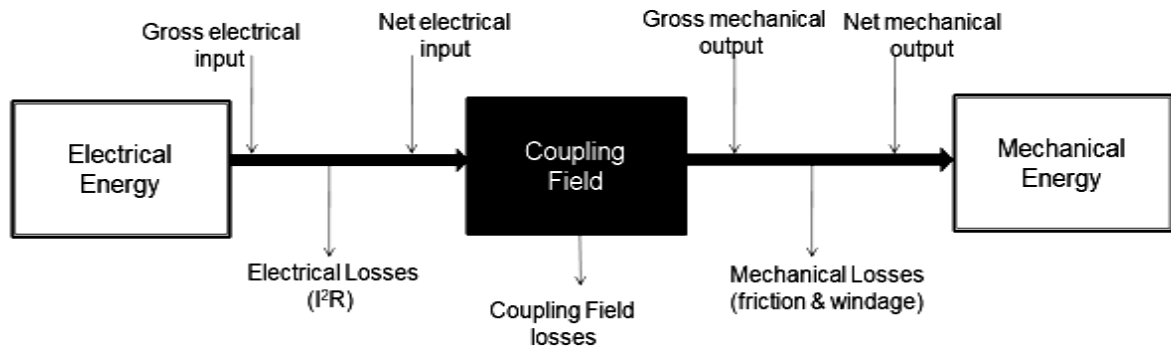 Gross electrical
input
Net electrical
input
Gross mechanical
output
Net mechanical
output
Electrical
Energy
Coupling
Field
Mechanical
Energy
Electrical Losses
(I²R)
Coupling Field
losses
Mechanical Losses
(friction & windage)